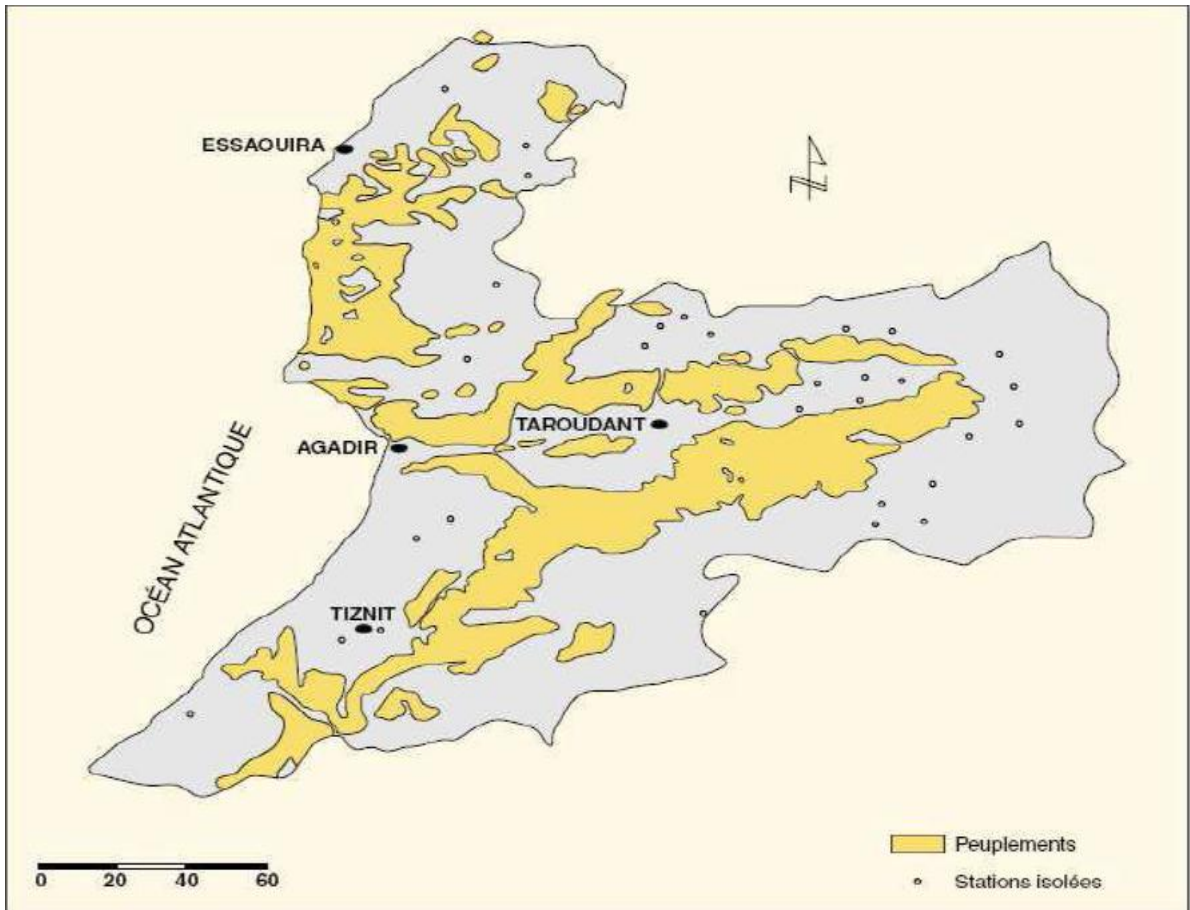 ESSAOUIRA
TAROUDANT
AGADIR
OCÉAN ATLANTIQUE
TIZNIT
Peuplements
0 20 40 60
Stations isolées